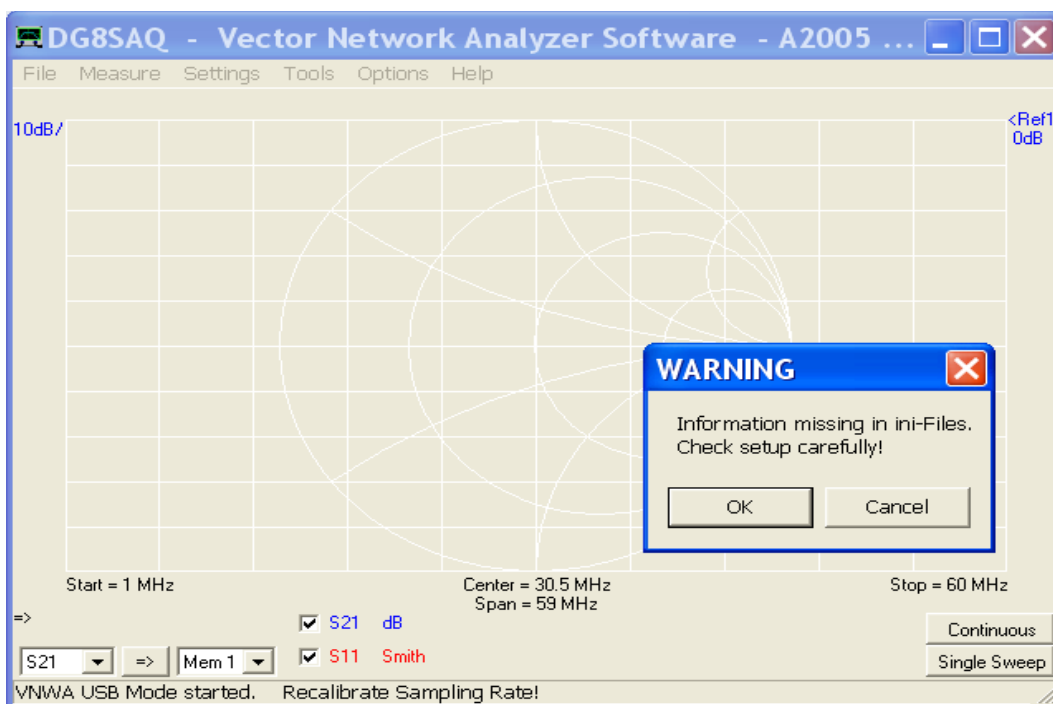 DG8SAQ - Vector Network Analyzer Software - A2005 ...
File Measure Settings Tools Options Help
10dB/
<Ref1
0dB
WARNING
Information missing in ini-Files.
Check setup carefully!
OK Cancel
Start = 1 MHz
Center = 30.5 MHz
Stop = 60 MHz
Span = 59 MHz
=>
S21 dB
Continuous
S21 => Mem 1
S11 Smith
Single Sweep
VNWA USB Mode started. Recalibrate Sampling Rate!